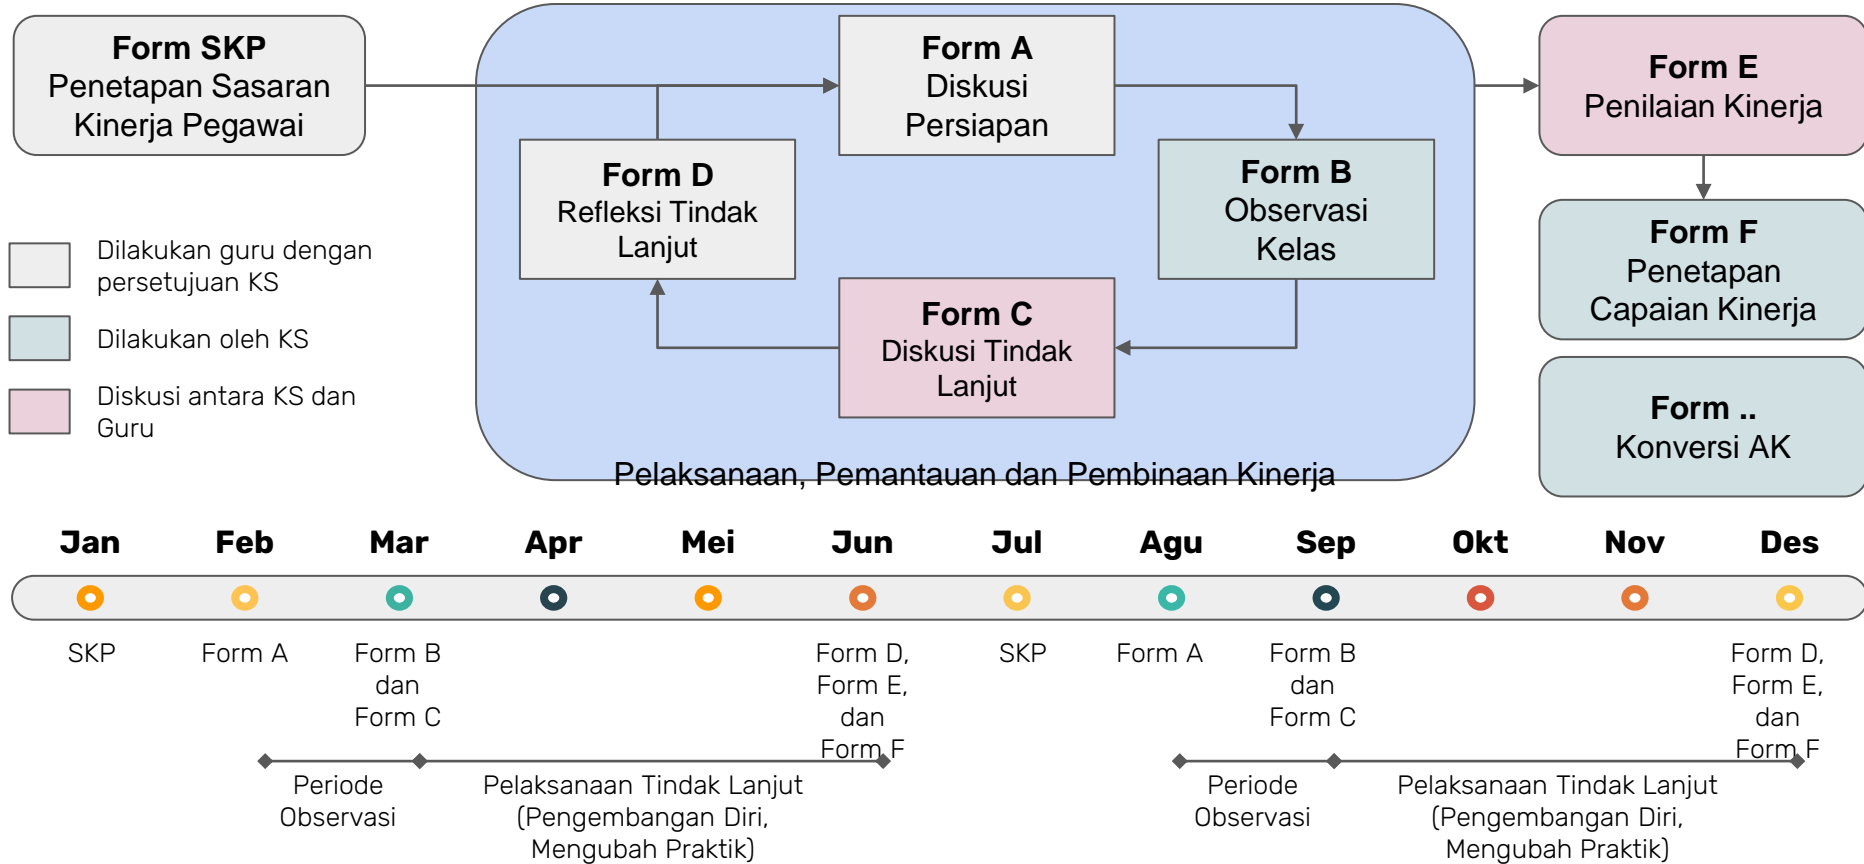 Form SKP
Penetapan Sasaran
Kinerja Pegawai
Form A
Diskusi
Persiapan
Form D
Refleksi Tindak
Lanjut
Form B
Observasi
Kelas
Form C
Diskusi Tindak
Lanjut
Pelaksanaan, Pemantauan dan Pembinaan Kinerja
Form E
Penilaian Kinerja
Form F
Penetapan
Capaian Kinerja
Form ..
Konversi AK
Dilakukan guru dengan
persetujuan KS
Dilakukan oleh KS
Diskusi antara KS dan
Guru
Jan
Feb
Mar
Apr
Mei
Jun
Jul
Agu
Sep
Okt
Nov
Des
SKP
Form A
Form B
dan
Form C
Form D,
Form E,
dan
Form F
SKP
Form A
Form B
dan
Form C
Form D,
Form E,
dan
Form F
Periode
Observasi
Pelaksanaan Tindak Lanjut
(Pengembangan Diri,
Mengubah Praktik)
Periode
Observasi
Pelaksanaan Tindak Lanjut
(Pengembangan Diri,
Mengubah Praktik)